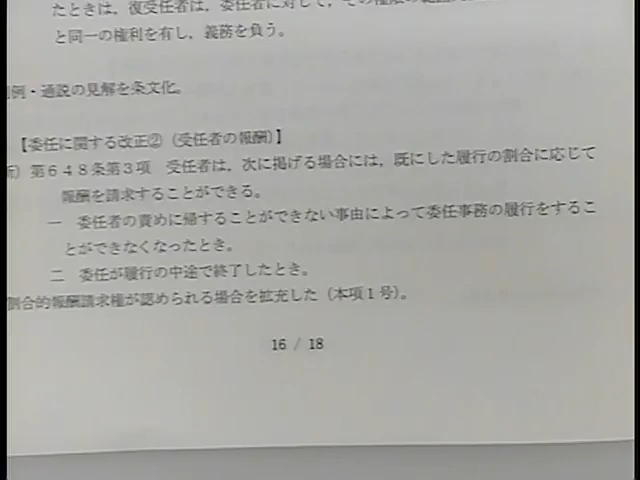 たときは，復受任者は，委任者に対して，その権限の範囲
と同一の権利を有し，義務を負う。
例・通説の見解を条文化。
【委任に関する改正②（受任者の報酬）】
新）第６４８条第３項　受任者は，次に掲げる場合には，既にした履行の割合に応じて
報酬を請求することができる。
一　委任者の責めに帰することができない事由によって委任事務の履行をするこ
とができなくなったとき。
二　委任が履行の中途で終了したとき。
割合的報酬請求権が認められる場合を拡充した（本項１号）。
16 / 18